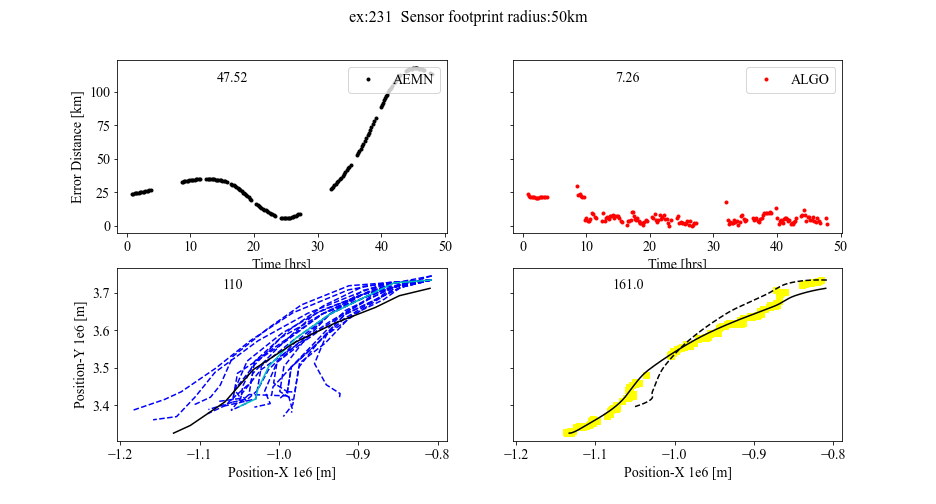 ex:231  Sensor footprint radius:50km
47.52
AEMN
7.26
ALGO
100
75
50
25
0
Error Distance [km]
0 10 20 30 40 50
0 10 20 30 40 50
Time [hrs]
Time [hrs]
110
161.0
3.7
3.6
3.5
3.4
Position-Y 1e6 [m]
−1.2 −1.1 −1.0 −0.9 −0.8
−1.2 −1.1 −1.0 −0.9 −0.8
Position-X 1e6 [m]
Position-X 1e6 [m]